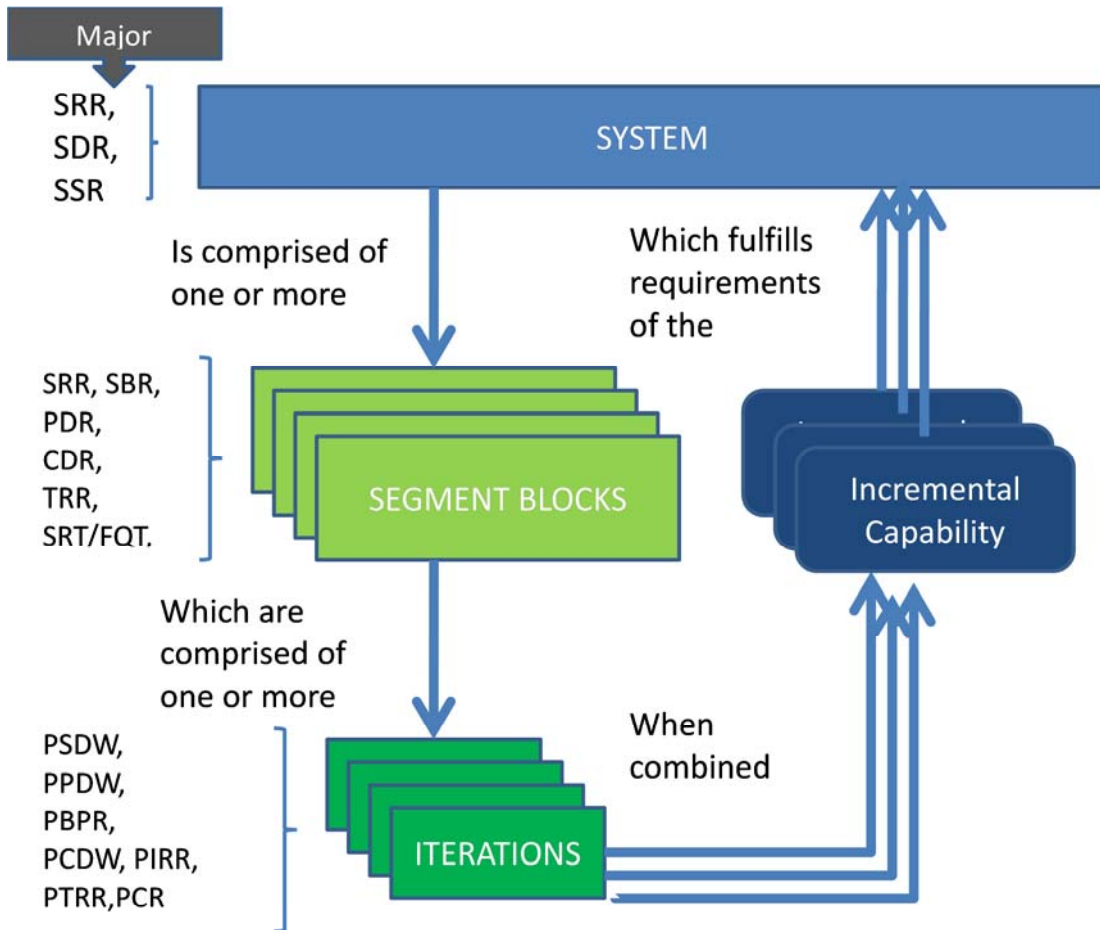 Major
SRR,
SDR,
SSR
SYSTEM
Is comprised of
one or more
Which fulfills
requirements
of the
SRR, SBR,
PDR,
CDR,
TRR,
SRT/FQT.
SEGMENT BLOCKS
Incremental
Capability
Which are
comprised of
one or more
PSDW,
PPDW,
PBPR,
PCDW, PIRR,
PTRR,PCR
ITERATIONS
When
combined